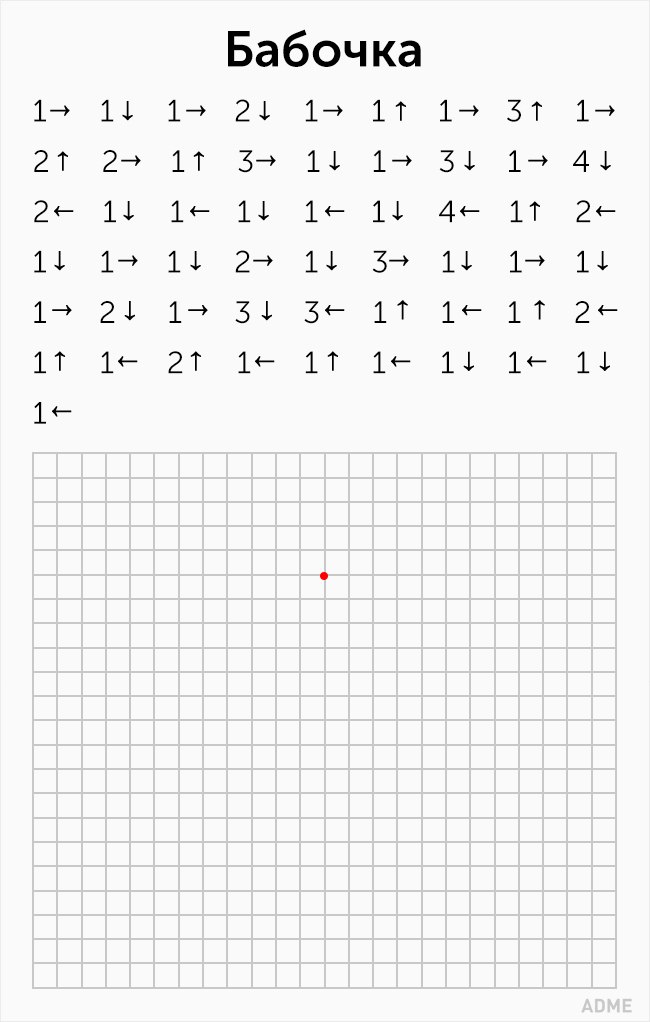 Бабочка
1→ 1↓ 1→ 2↓ 1→ 1↑ 1→ 3↑ 1→
2↑ 2→ 1↑ 3→ 1↓ 1→ 3↓ 1→ 4↓
2← 1↓ 1← 1↓ 1← 1↓ 4← 1↑ 2←
1↓ 1→ 1↓ 2→ 1↓ 3→ 1↓ 1→ 1↓
1→ 2↓ 1→ 3↓ 3← 1↑ 1← 1↑ 2←
1↑ 1← 2↑ 1← 1↑ 1← 1↓ 1← 1↓
1←
ADME